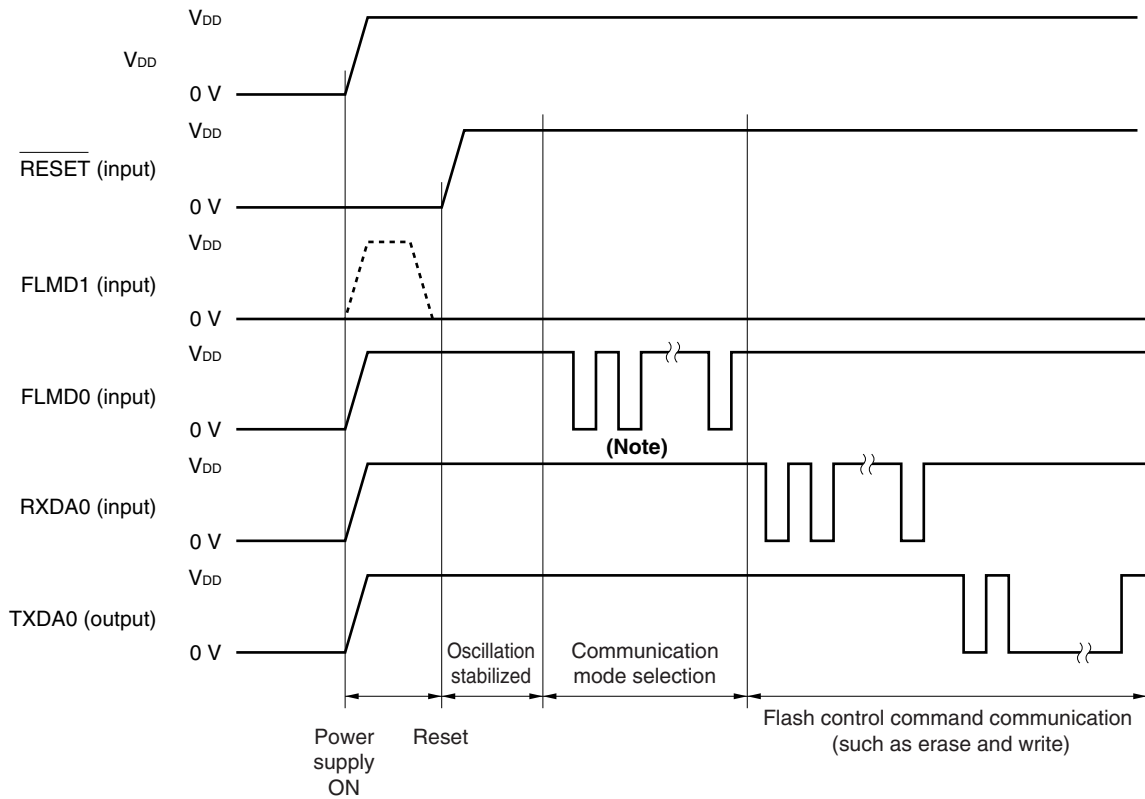 VDD
VDD
0 V
VDD
RESET (input)
0 V
VDD
FLMD1 (input)
0 V
VDD
FLMD0 (input)
0 V
(Note)
VDD
RXDA0 (input)
0 V
VDD
TXDA0 (output)
0 V
Oscillation
stabilized
Communication
mode selection
Power
supply
ON
Reset
Flash control command communication
(such as erase and write)